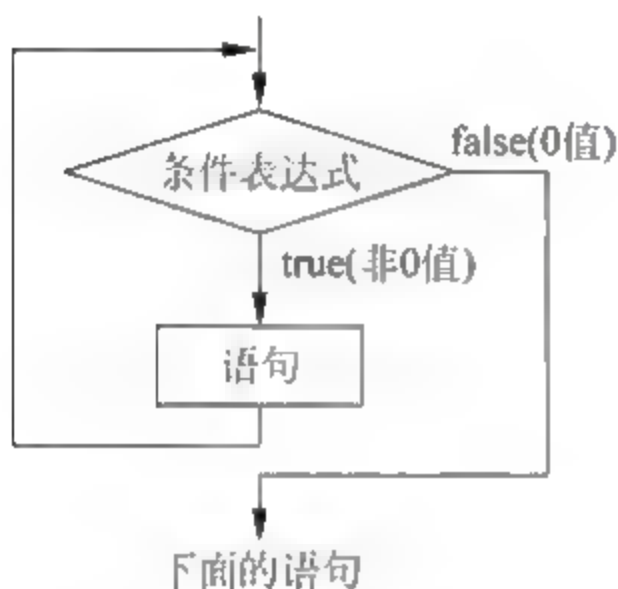 条件表达式
false(0值)
true(非0值)
语句
下面的语句